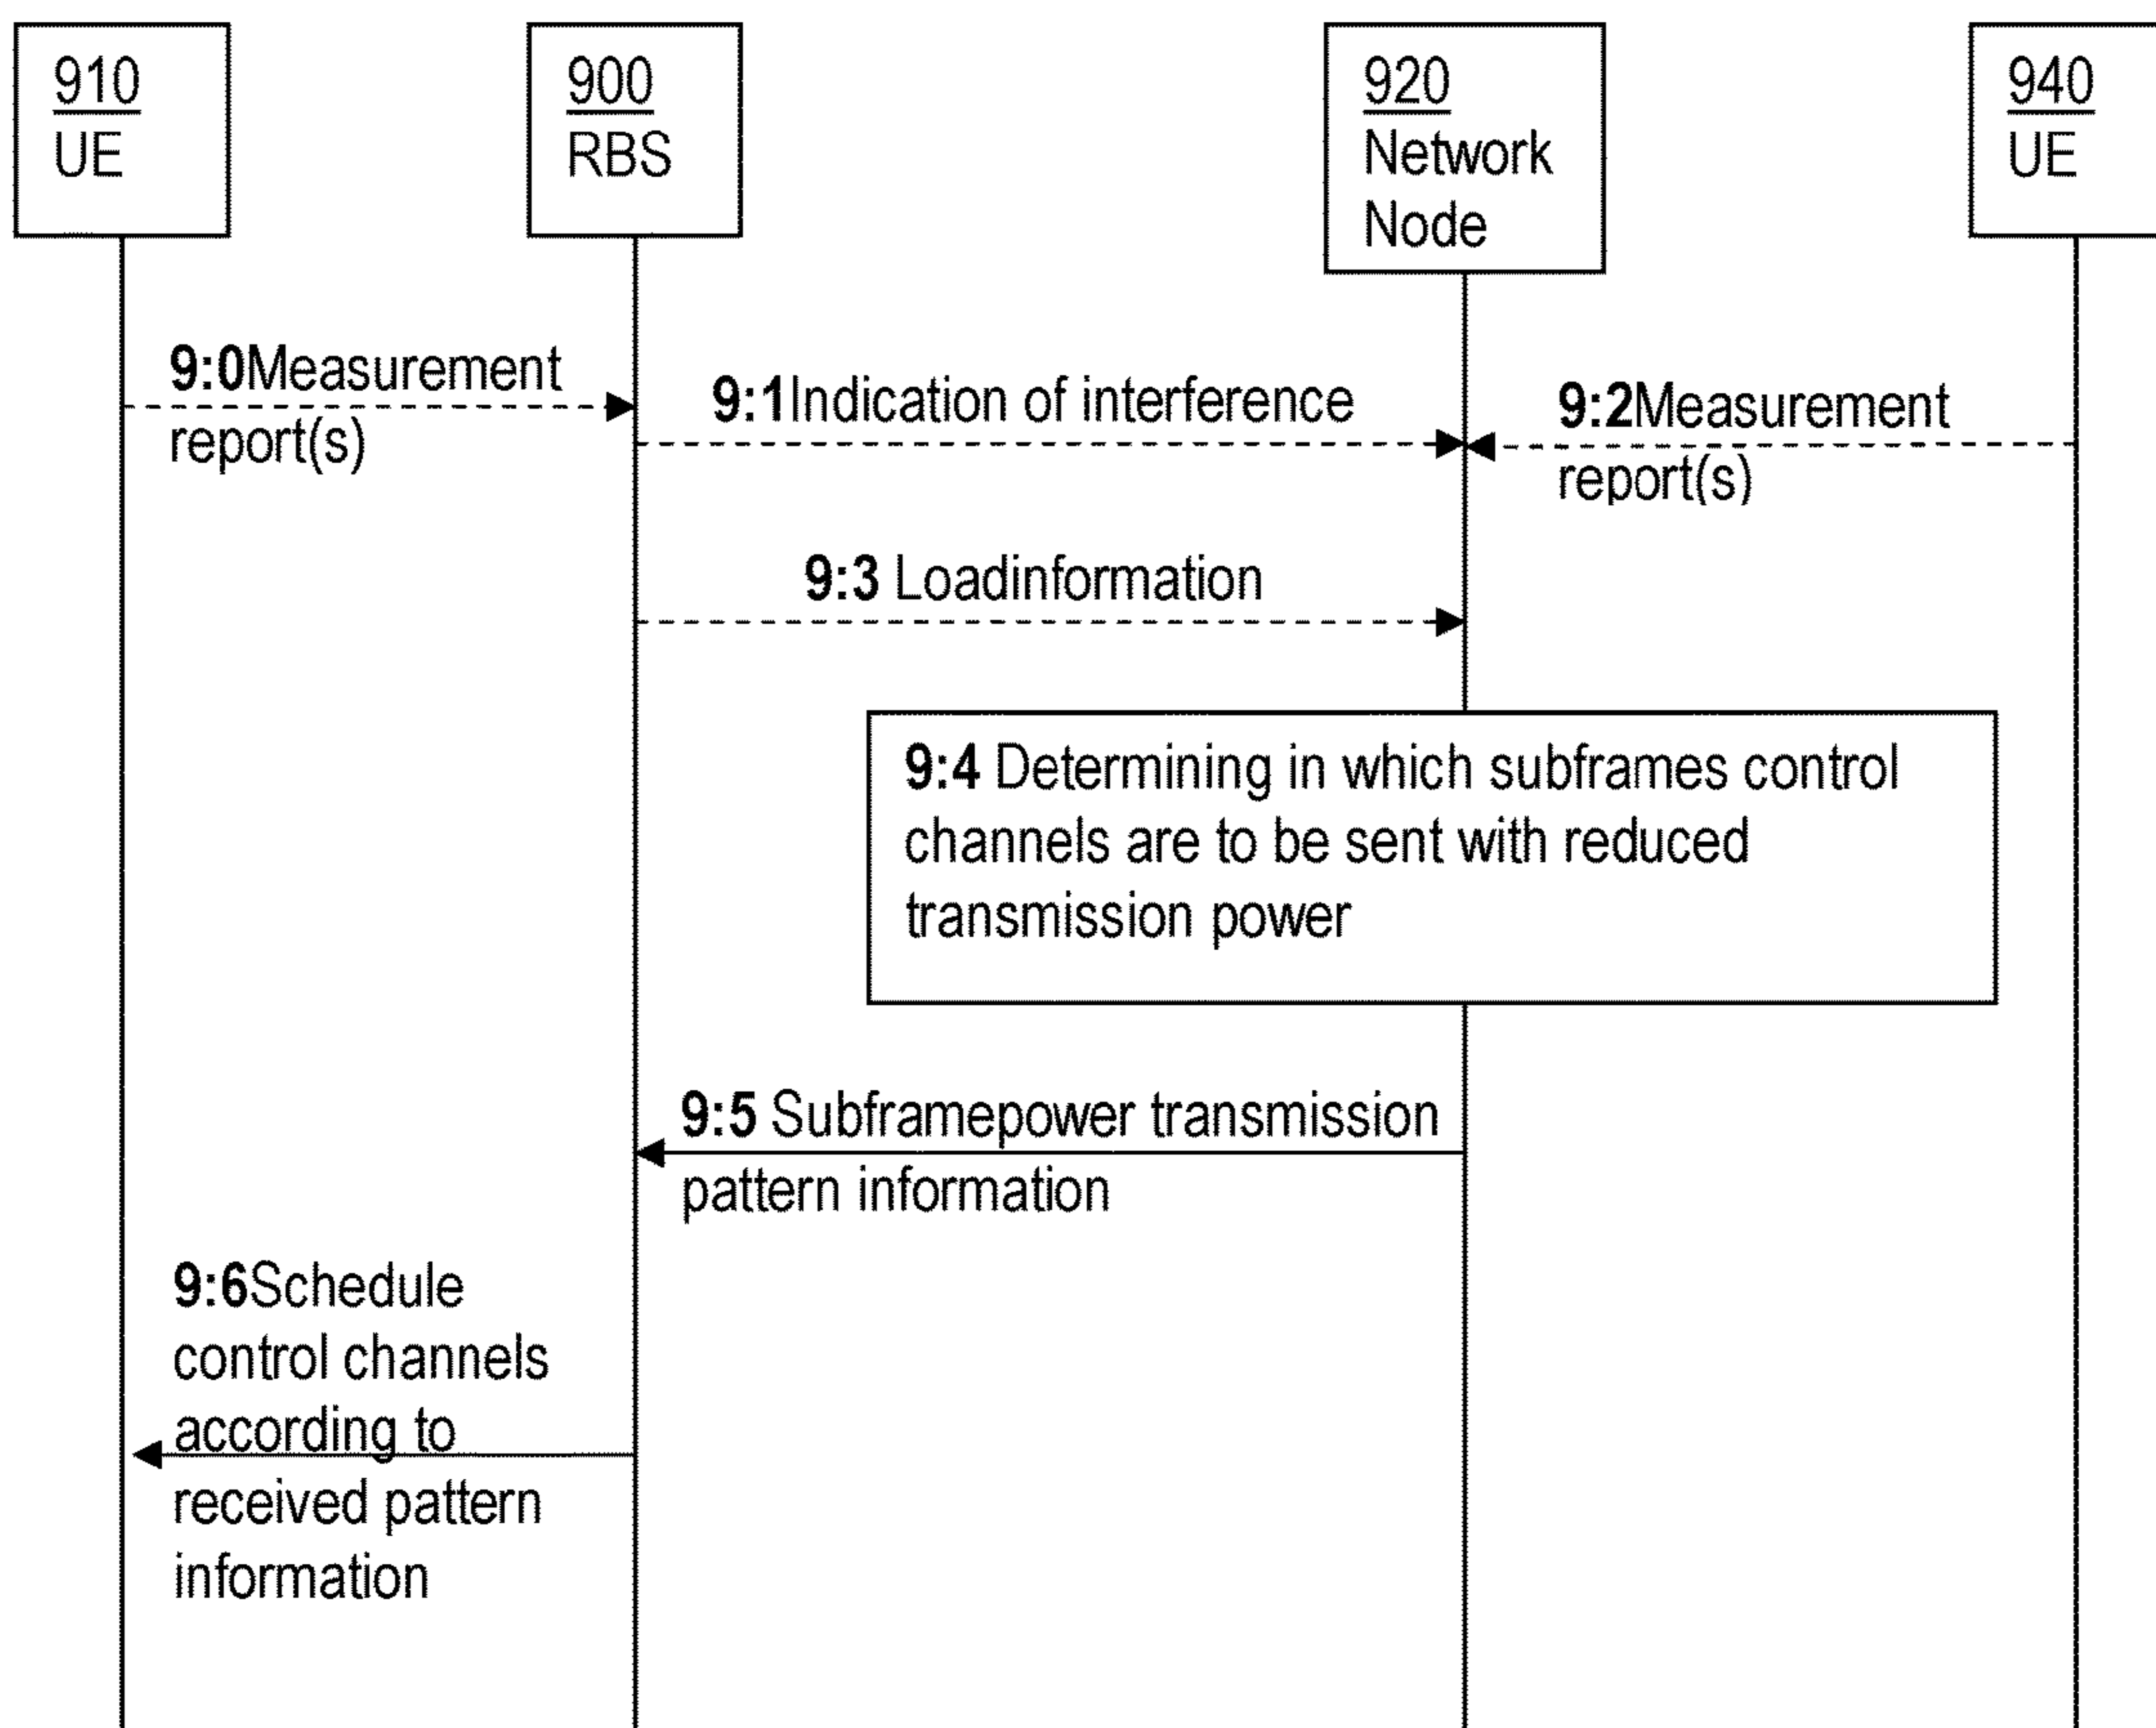 910
UE
900
RBS
920
Network
Node
940
UE
9:0Measurement
report(s)
9:1Indication of interference
9:2Measurement
report(s)
9:3 Loadinformation
9:4 Determining in which subframes control
channels are to be sent with reduced
transmission power
9:5 Subframepower transmission
pattern information
9:6Schedule
control channels
according to
received pattern
information